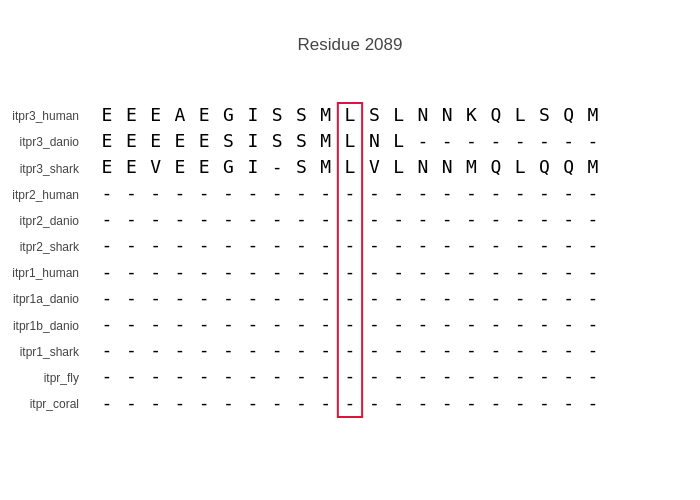 Residue 2089
itpr3_human E E E A E G I S S M L S L N N K Q L S Q M
itpr3_danio E E E E E S I S S M L N L - - - - - - - -
itpr3_shark E E V E E G I - S M L V L N N M Q L Q Q M
itpr2_human - - - - - - - - - - - - - - - - - - - - -
itpr2_danio - - - - - - - - - - - - - - - - - - - - -
itpr2_shark - - - - - - - - - - - - - - - - - - - - -
itpr1_human - - - - - - - - - - - - - - - - - - - - -
itpr1a_danio - - - - - - - - - - - - - - - - - - - - -
itpr1b_danio - - - - - - - - - - - - - - - - - - - - -
itpr1_shark - - - - - - - - - - - - - - - - - - - - -
itpr_fly - - - - - - - - - - - - - - - - - - - - -
itpr_coral - - - - - - - - - - - - - - - - - - - - -